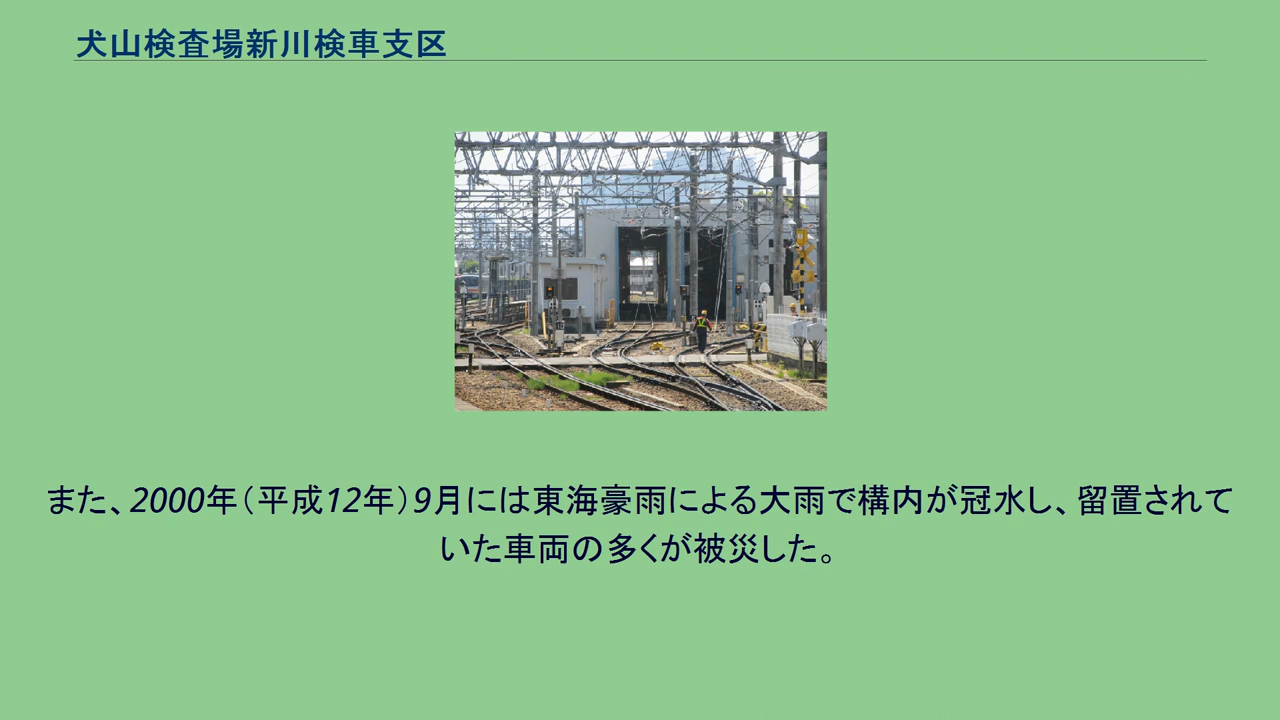 犬山検査場新川検車支区
また、2000年（平成12年）9月には東海豪雨による大雨で構内が冠水し、留置されて
いた車両の多くが被災した。